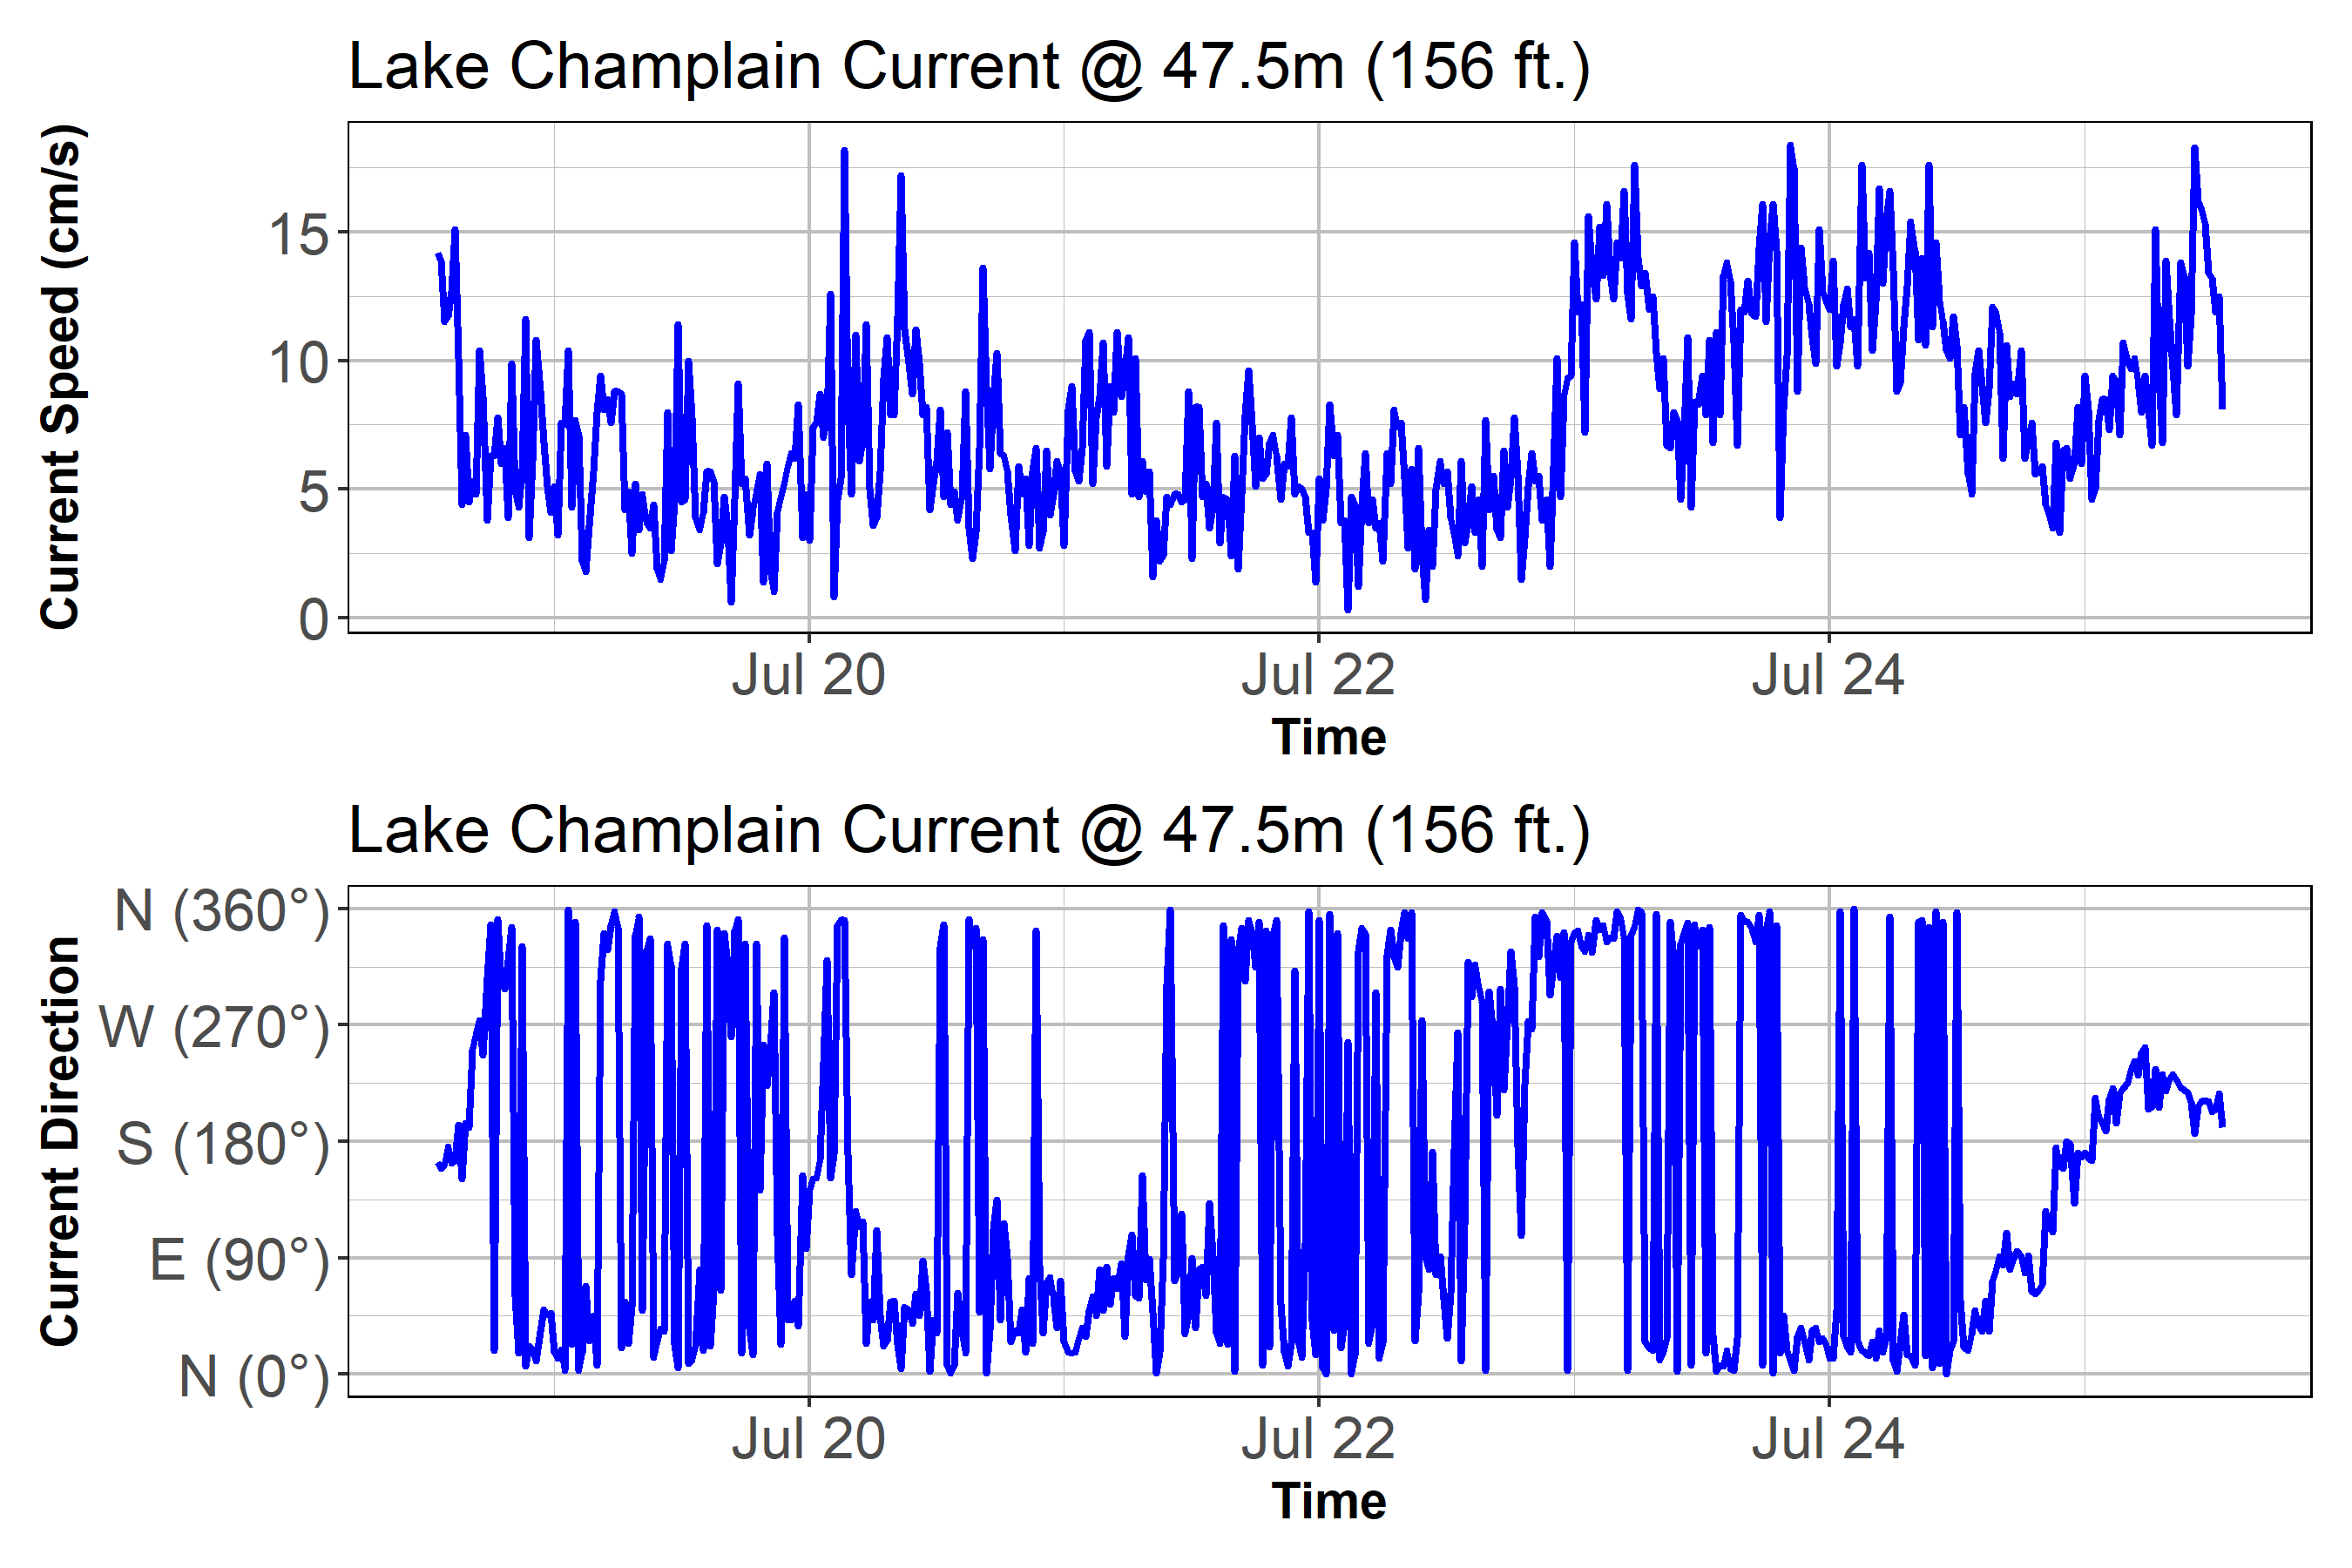 Lake Champlain Current @ 47.5m (156 ft.)
Current Speed (cm/s)
15
10
5
0
Jul 20 Jul 22 Jul 24
Time
Lake Champlain Current @ 47.5m (156 ft.)
Current Direction
N (360°)
W (270°)
S (180°)
E (90°)
N (0°)
Jul 20 Jul 22 Jul 24
Time